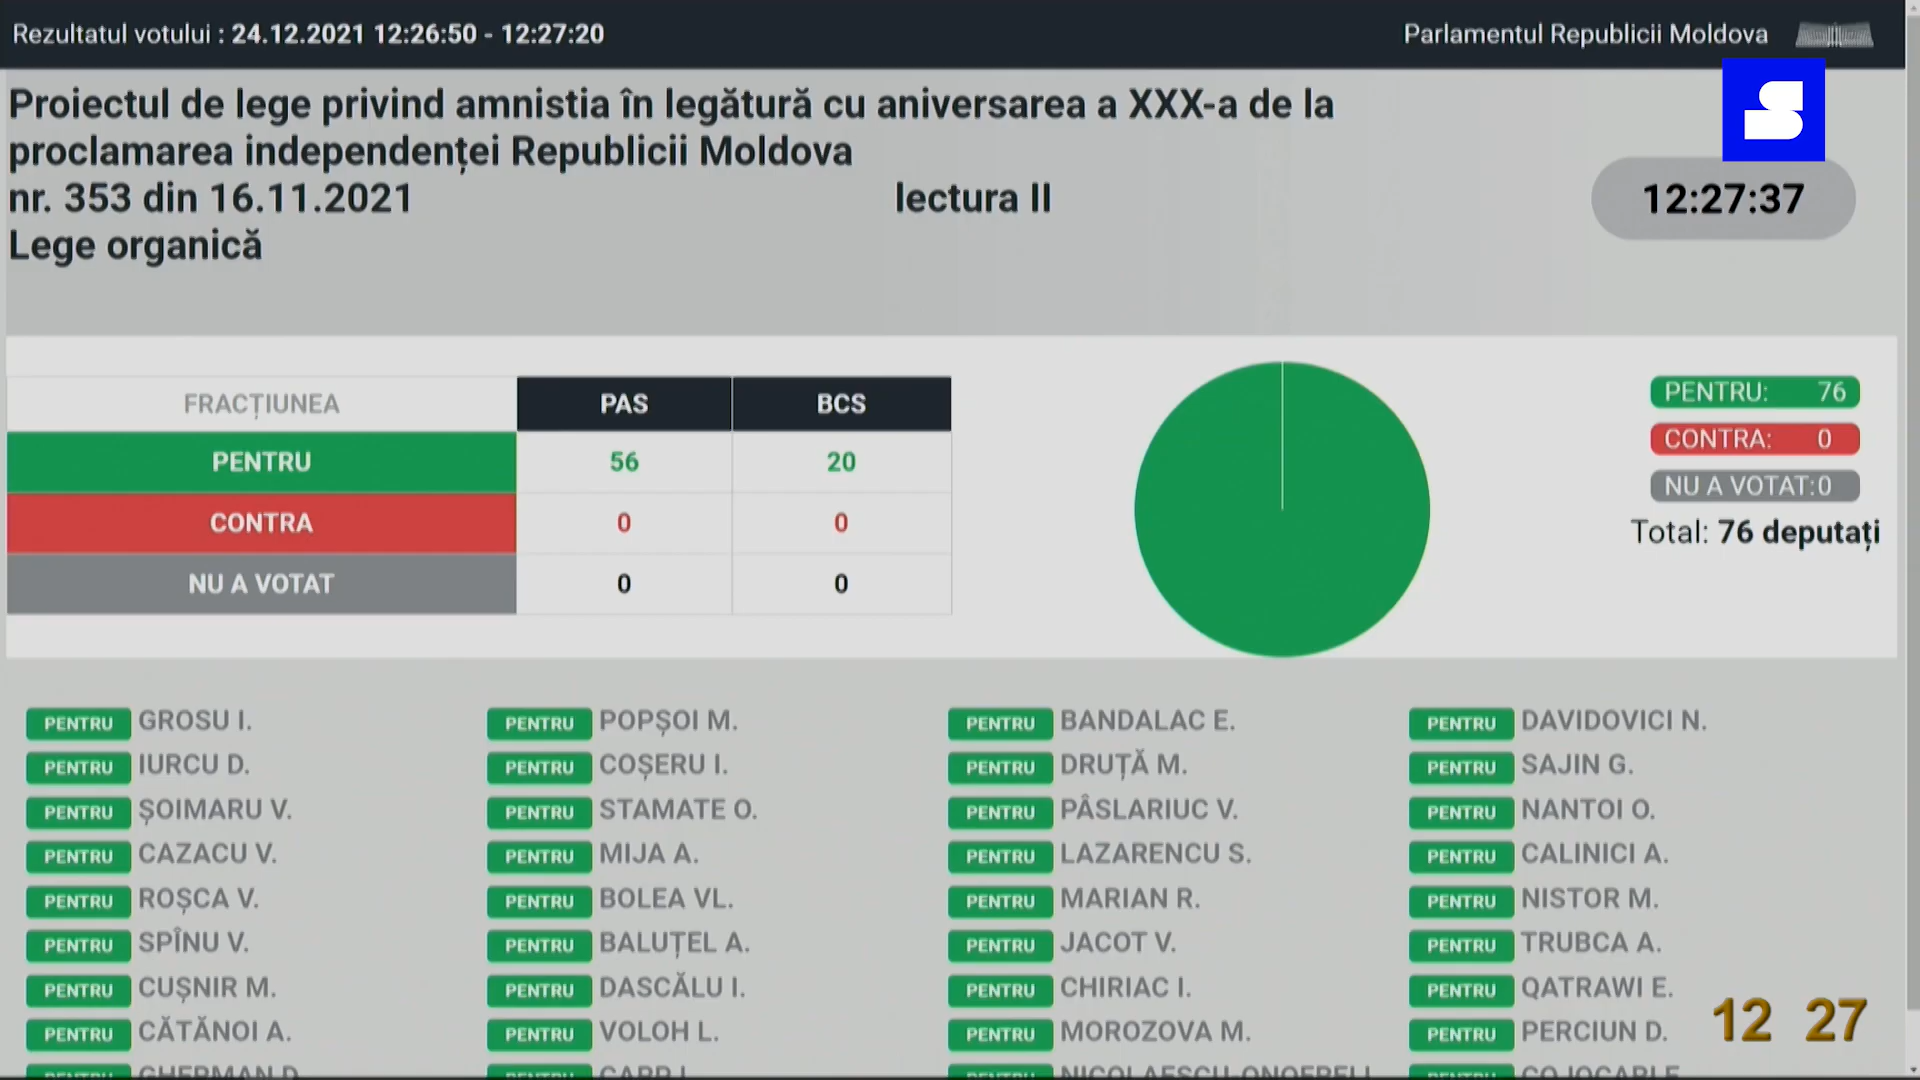 Rezultatul votului : 24.12.2021 12:26:50 - 12:27:20
Parlamentul Republicii Moldova
Proiectul de lege privind amnistia în legătură cu aniversarea a XXX-a de la
proclamarea independenței Republicii Moldova
nr. 353 din 16.11.2021 lectura II
Lege organică
12:27:37
FRACȚIUNEA PAS BCS
PENTRU 56 20
CONTRA 0 0
NU A VOTAT 0 0
PENTRU: 76
CONTRA: 0
NU A VOTAT:0
Total: 76 deputați
PENTRU GROSU I. PENTRU POPȘOI M. PENTRU BANDALAC E. PENTRU DAVIDOVICI N.
PENTRU IURCU D. PENTRU COȘERU I. PENTRU DRUȚĂ M. PENTRU SAJIN G.
PENTRU ȘOIMARU V. PENTRU STAMATE O. PENTRU PÂSLARIUC V. PENTRU NANTOI O.
PENTRU CAZACU V. PENTRU MIJA A. PENTRU LAZARENCU S. PENTRU CALINICI A.
PENTRU ROȘCA V. PENTRU BOLEA VL. PENTRU MARIAN R. PENTRU NISTOR M.
PENTRU SPÎNU V. PENTRU BALUȚEL A. PENTRU JACOT V. PENTRU TRUBCA A.
PENTRU CUȘNIR M. PENTRU DASCĂLU I. PENTRU CHIRIAC I. PENTRU QATRAWI E.
PENTRU CĂTĂNOI A. PENTRU VOLOH L. PENTRU MOROZOVA M. PENTRU PERCIUN D.
PENTRU GHERMAN D. PENTRU CARP L. PENTRU PENTRU
12 27